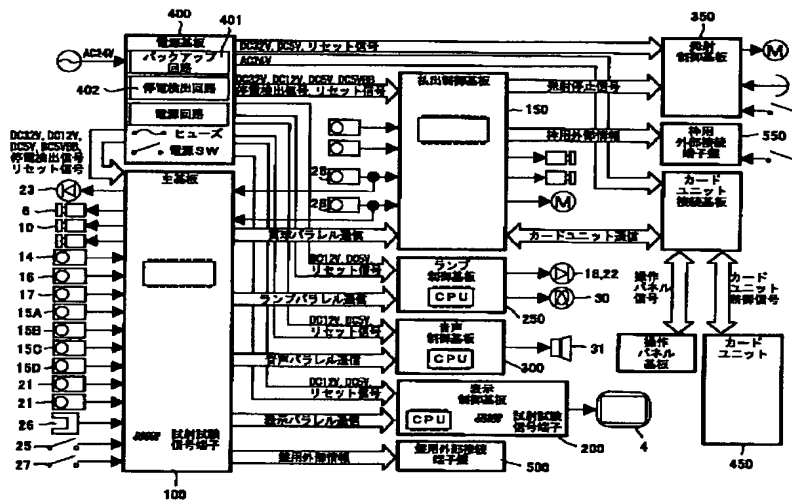 400
電源基板
401
バックアップ
回路
AC24V
402
停電検出回路
電源回路
ヒューズ
電源SW
DC32V, DC5V, リセット信号
AC24V
DC32V, DC12V, DC5V, DC5VBB,
停電検出信号, リセット信号
DC32V, DC12V,
DC5V, DC5VBB,
停電検出信号
リセット信号
350
発射
制御基板
M
払出制御基板
150
発射停止信号
枠用外部情報
枠用
外部接続
端子盤
550
カード
ユニット
接続基板
主基板
23
6
10
14
16
17
15A
15B
15C
15D
21
21
26
25
27
28
28
M
賞球パラレル通信
カードユニット通信
DC12V, DC5V
リセット信号
ランプ
制御基板
CPU
250
18,22
30
ランプパラレル通信
DC12V, DC5V
リセット信号
音声
制御基板
CPU
300
31
音声パラレル通信
DC12V, DC5V
リセット信号
表示
制御基板
CPU
試射試験
信号端子
200
4
表示パラレル通信
試射試験
信号端子
100
盤用外部情報
盤用外部接続
端子盤
500
操作
パネル
信号
カード
ユニット
制御信号
操作
パネル
基板
カード
ユニット
450